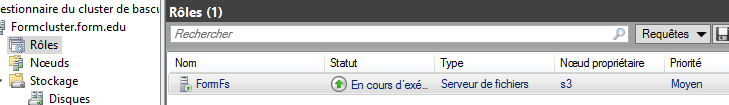 estionnaire du cluster de bascu
Formcluster.form.edu
Rôles
Nœuds
Stockage
Disques
Rôles (1)
Rechercher
Requêtes
Nom Statut Type Nœud propriétaire Priorité
FormFs En cours d'exé... Serveur de fichiers s3 Moyen